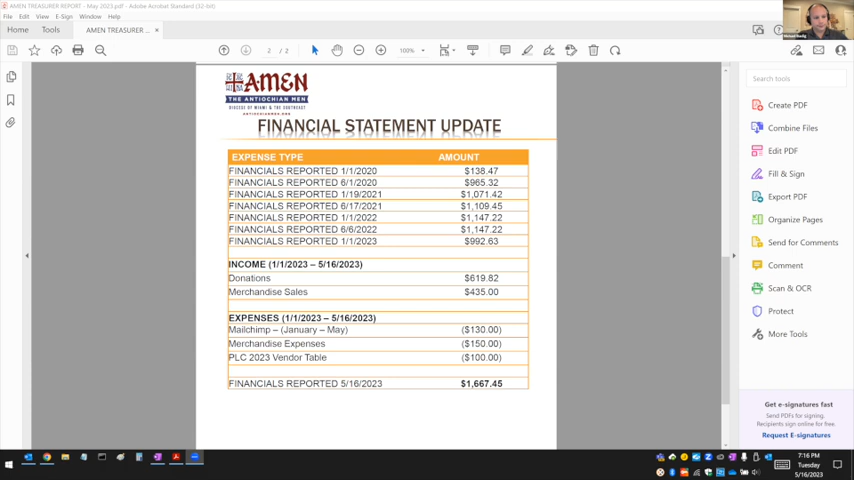 AMEN TREASURER REPORT - May 2023.pdf - Adobe Acrobat Standard (32-bit)
File Edit View E-Sign Window Help
Home Tools AMEN TREASURER ... ×
2 / 2 100%
AMEN
THE ANTIOCHIAN MEN
DIOCESE OF MIAMI & THE SOUTHEAST
ANTIOCHIANMEN.ORG
FINANCIAL STATEMENT UPDATE
EXPENSE TYPE AMOUNT
FINANCIALS REPORTED 1/1/2020 $138.47
FINANCIALS REPORTED 6/1/2020 $965.32
FINANCIALS REPORTED 1/19/2021 $1,071.42
FINANCIALS REPORTED 6/17/2021 $1,109.45
FINANCIALS REPORTED 1/1/2022 $1,147.22
FINANCIALS REPORTED 6/6/2022 $1,147.22
FINANCIALS REPORTED 1/1/2023 $992.63
INCOME (1/1/2023 – 5/16/2023)
Donations $619.82
Merchandise Sales $435.00
EXPENSES (1/1/2023 – 5/16/2023)
Mailchimp – (January – May) ($130.00)
Merchandise Expenses ($150.00)
PLC 2023 Vendor Table ($100.00)
FINANCIALS REPORTED 5/16/2023 $1,667.45
Search tools
Create PDF
Combine Files
Edit PDF
Fill & Sign
Export PDF
Organize Pages
Send for Comments
Comment
Scan & OCR
Protect
More Tools
Get e-signatures fast
Send PDFs for signing.
Recipients sign online for free.
Request E-signatures
7:16 PM
Tuesday
5/16/2023